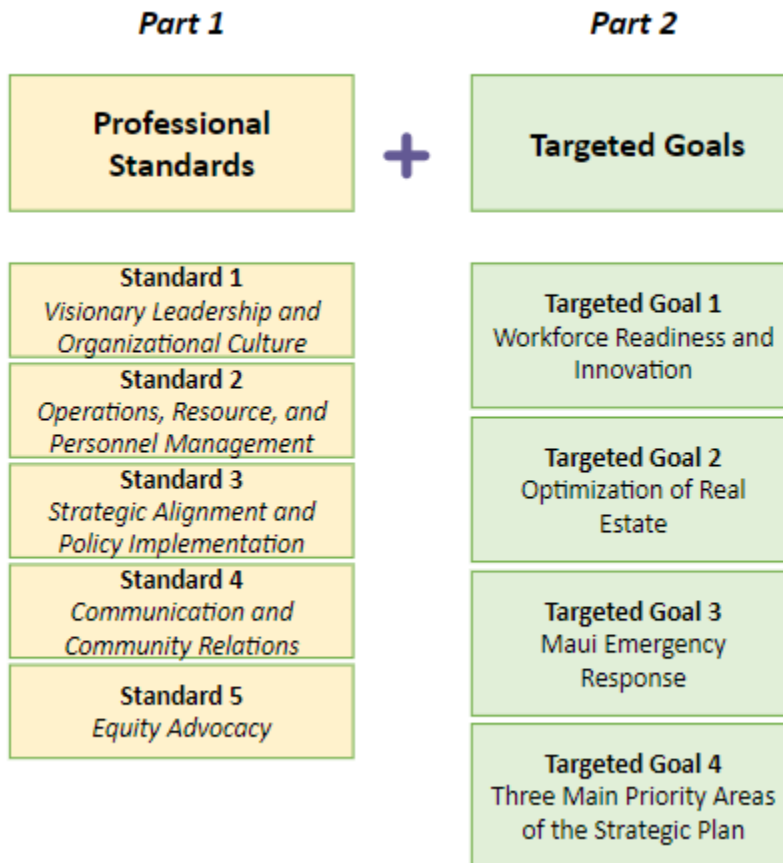 Part 1
Professional
Standards
Standard 1
Visionary Leadership and
Organizational Culture
Standard 2
Operations, Resource, and
Personnel Management
Standard 3
Strategic Alignment and
Policy Implementation
Standard 4
Communication and
Community Relations
Standard 5
Equity Advocacy
+
Part 2
Targeted Goals
Targeted Goal 1
Workforce Readiness and
Innovation
Targeted Goal 2
Optimization of Real
Estate
Targeted Goal 3
Maui Emergency
Response
Targeted Goal 4
Three Main Priority Areas
of the Strategic Plan